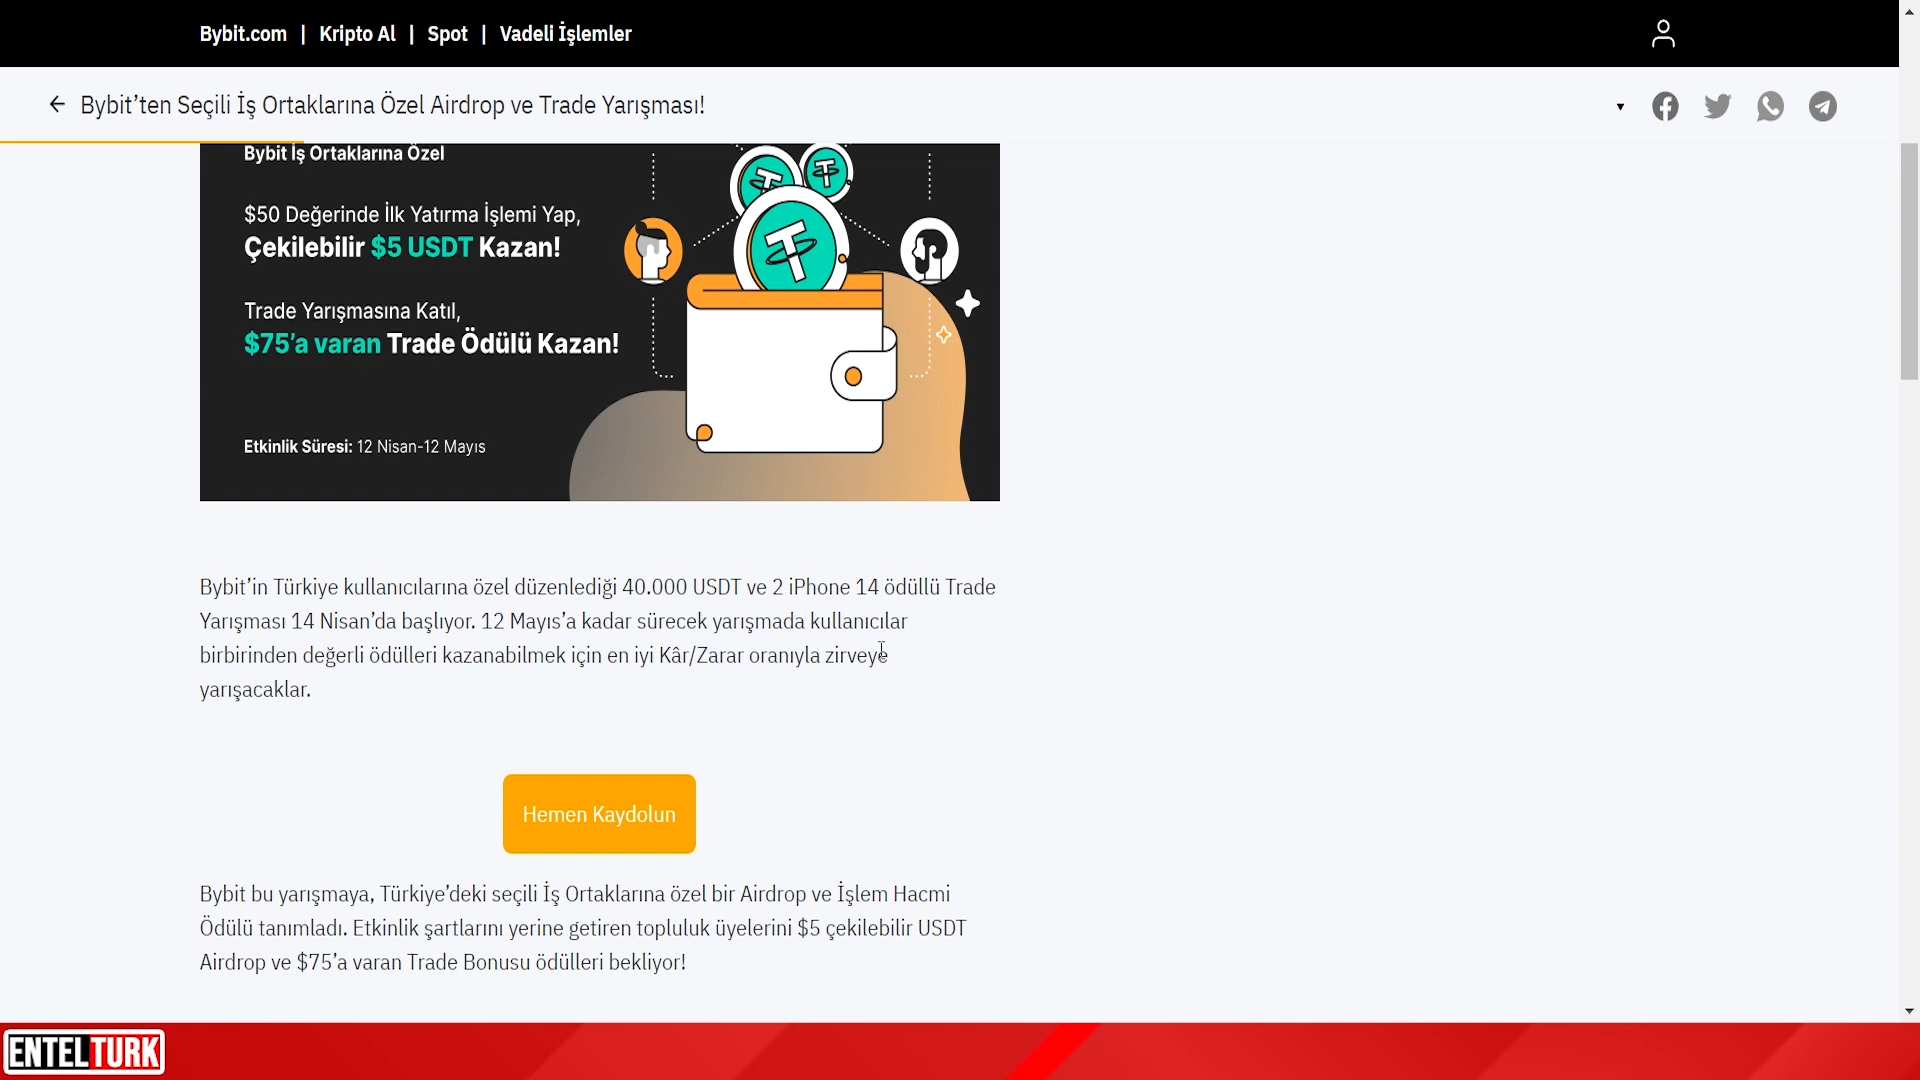 Bybit.com | Kripto Al | Spot | Vadeli İşlemler
Bybit'ten Seçili İş Ortaklarına Özel Airdrop ve Trade Yarışması!
Bybit İş Ortaklarına Özel
$50 Değerinde İlk Yatırma İşlemi Yap,
Çekilebilir $5 USDT Kazan!
Trade Yarışmasına Katıl,
$75'a varan Trade Ödülü Kazan!
Etkinlik Süresi: 12 Nisan-12 Mayıs
Bybit'in Türkiye kullanıcılarına özel düzenlediği 40.000 USDT ve 2 iPhone 14 ödüllü Trade
Yarışması 14 Nisan'da başlıyor. 12 Mayıs'a kadar sürecek yarışmada kullanıcılar
birbirinden değerli ödülleri kazanabilmek için en iyi Kâr/Zarar oranıyla zirveye
yarışacaklar.
Hemen Kaydolun
Bybit bu yarışmaya, Türkiye'deki seçili İş Ortaklarına özel bir Airdrop ve İşlem Hacmi
Ödülü tanımladı. Etkinlik şartlarını yerine getiren topluluk üyelerini $5 çekilebilir USDT
Airdrop ve $75'a varan Trade Bonusu ödülleri bekliyor!
ENTELTURK